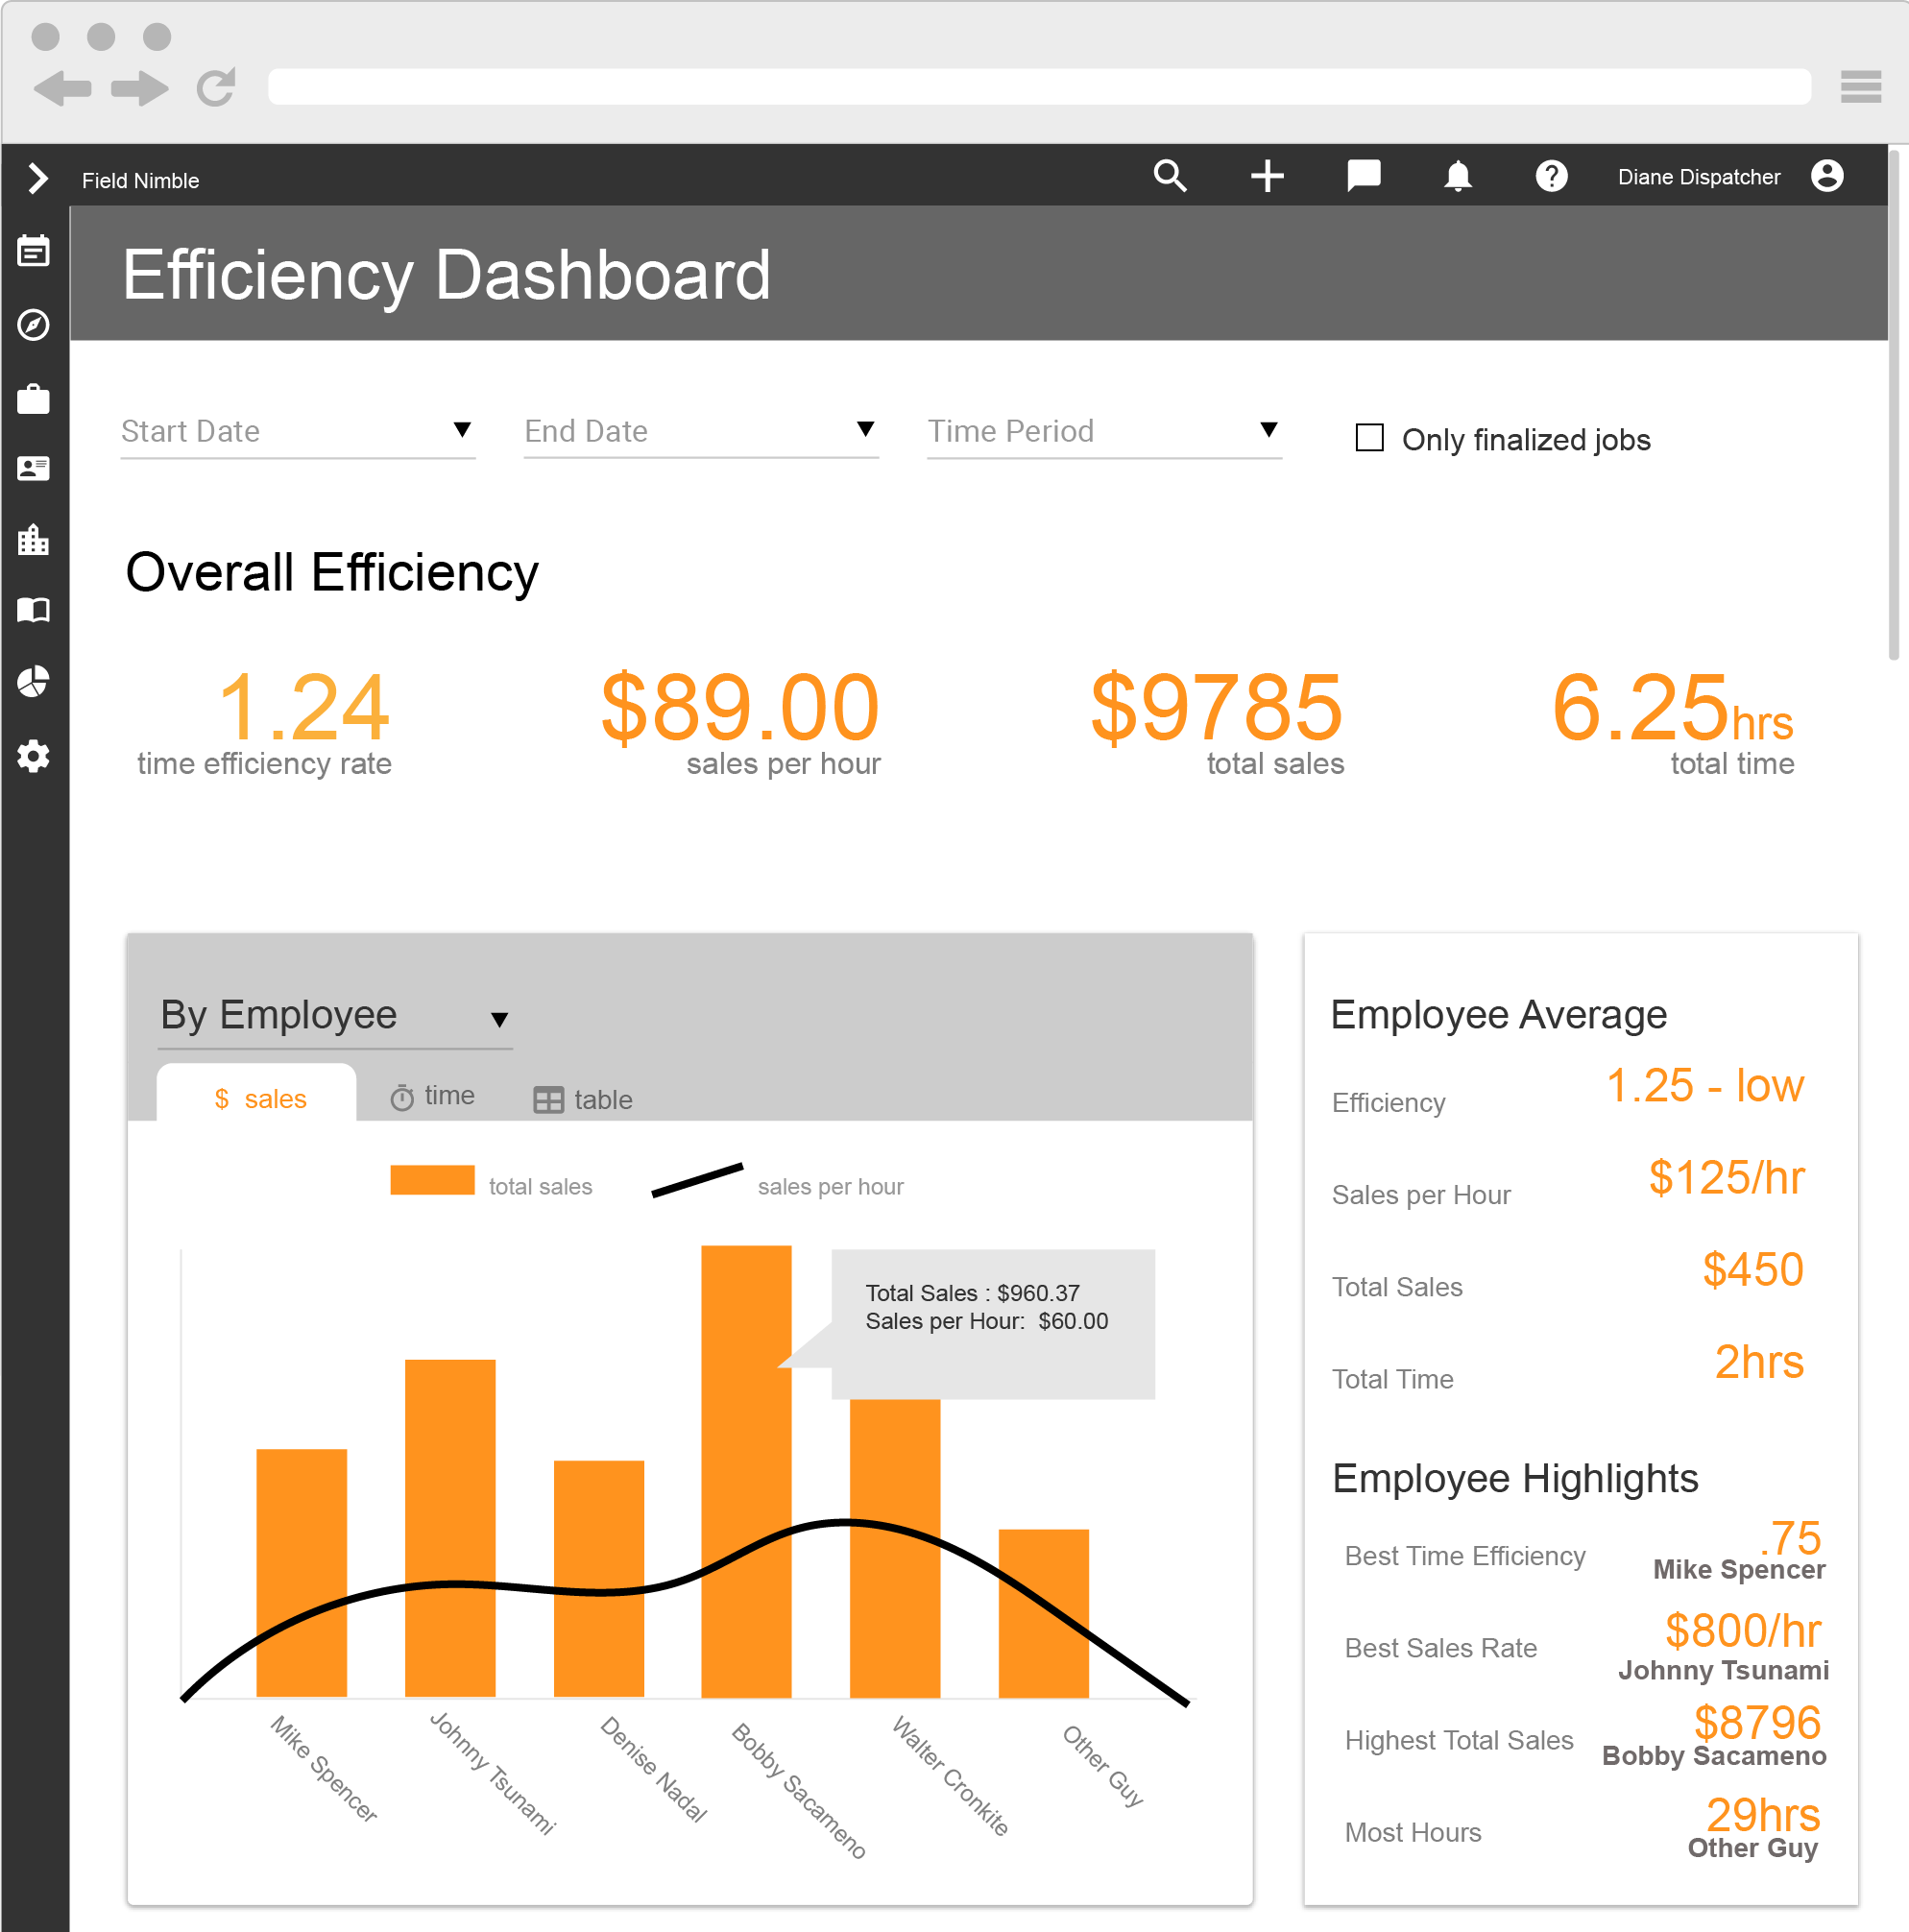 Field Nimble
Diane Dispatcher
Efficiency Dashboard
Start Date
End Date
Time Period
Only finalized jobs
Overall Efficiency
1.24
time efficiency rate
$89.00
sales per hour
$9785
total sales
6.25hrs
total time
By Employee
$ sales
time
table
total sales
sales per hour
Total Sales : $960.37
Sales per Hour: $60.00
Mike Spencer
Johnny Tsunami
Denise Nadal
Bobby Sacameno
Walter Cronkite
Other Guy
Employee Average
Efficiency
1.25 - low
Sales per Hour
$125/hr
Total Sales
$450
Total Time
2hrs
Employee Highlights
Best Time Efficiency
.75
Mike Spencer
Best Sales Rate
$800/hr
Johnny Tsunami
Highest Total Sales
$8796
Bobby Sacameno
Most Hours
29hrs
Other Guy